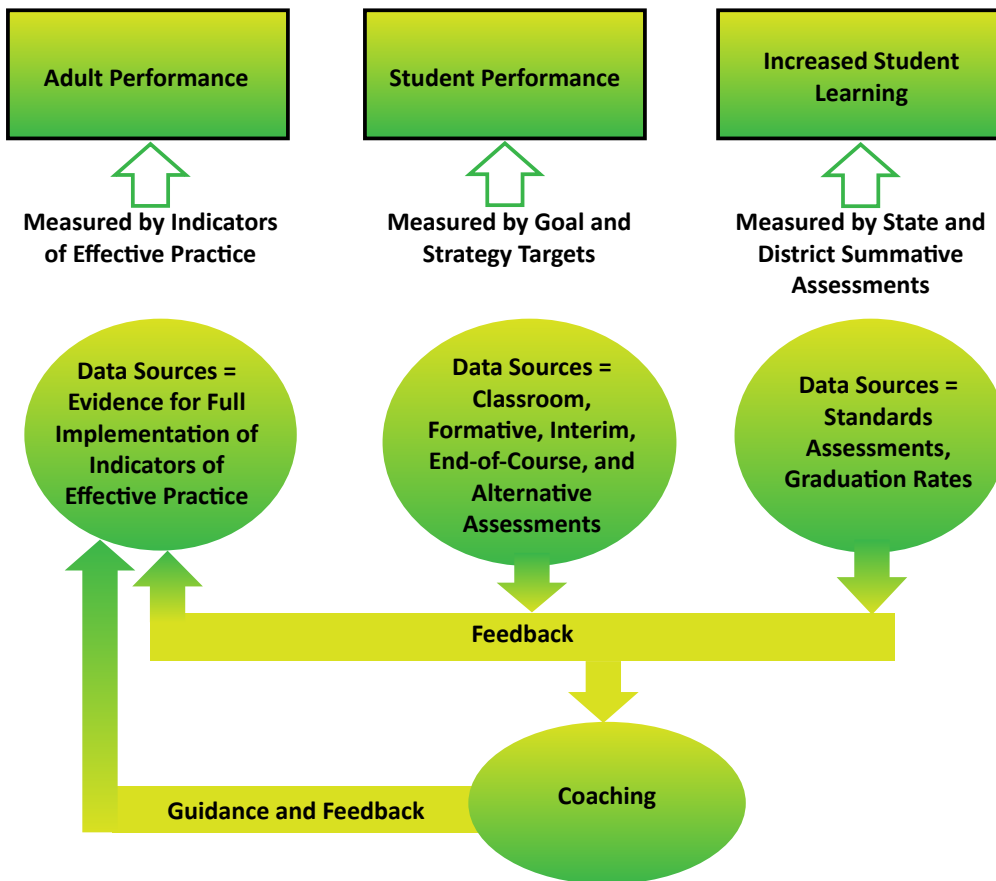 Adult Performance
Student Performance
Increased Student
Learning
Measured by Indicators
of Effective Practice
Measured by Goal and
Strategy Targets
Measured by State and
District Summative
Assessments
Data Sources =
Evidence for Full
Implementation of
Indicators of
Effective Practice
Data Sources =
Classroom,
Formative, Interim,
End-of-Course, and
Alternative
Assessments
Data Sources =
Standards
Assessments,
Graduation Rates
Feedback
Guidance and Feedback
Coaching